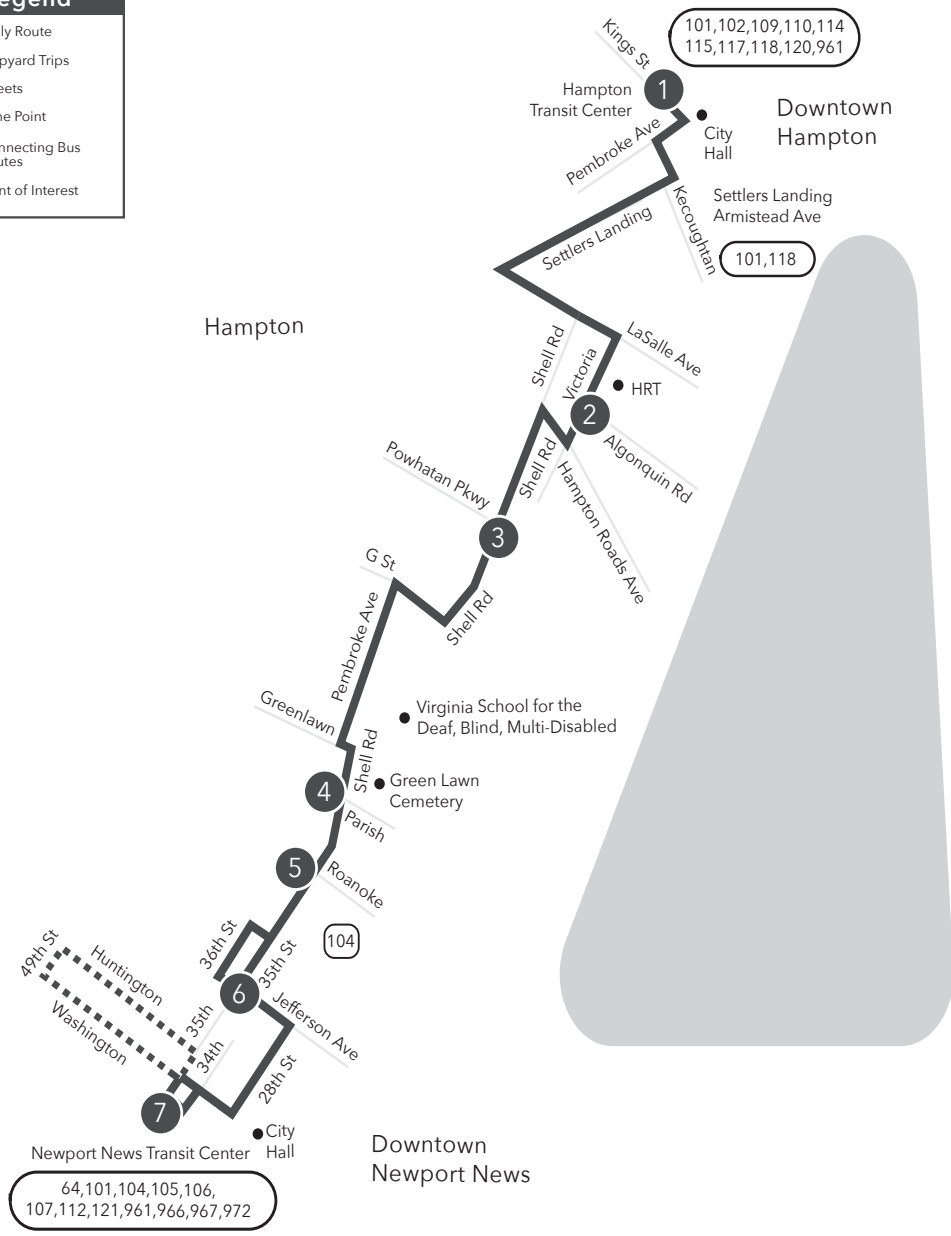 ly Route
eets
ne Point
nnecting Bus
nt of Interest
Kings St
101,102,109,110,114
115,117,118,120,961
1
Hampton
Transit Center
City
Hall
Downtown
Hampton
Pembroke Ave
Settlers Landing
Armistead Ave
Kecoughtan
101,118
Settlers Landing
Hampton
Shell Rd
Victoria
LaSalle Ave
HRT
2
Algonquin Rd
Shell Rd
Hampton Roads Ave
Powhatan Pkwy
3
G St
Shell Rd
Pembroke Ave
Greenlawn
Virginia School for the
Deaf, Blind, Multi-Disabled
Shell Rd
4
Green Lawn
Cemetery
Parish
5
Roanoke
104
36th St
35th St
49th St
Huntington
Washington
6
Jefferson Ave
35th
34th
28th St
7
City
Hall
Newport News Transit Center
Downtown
Newport News
64,101,104,105,106,
107,112,121,961,966,967,972